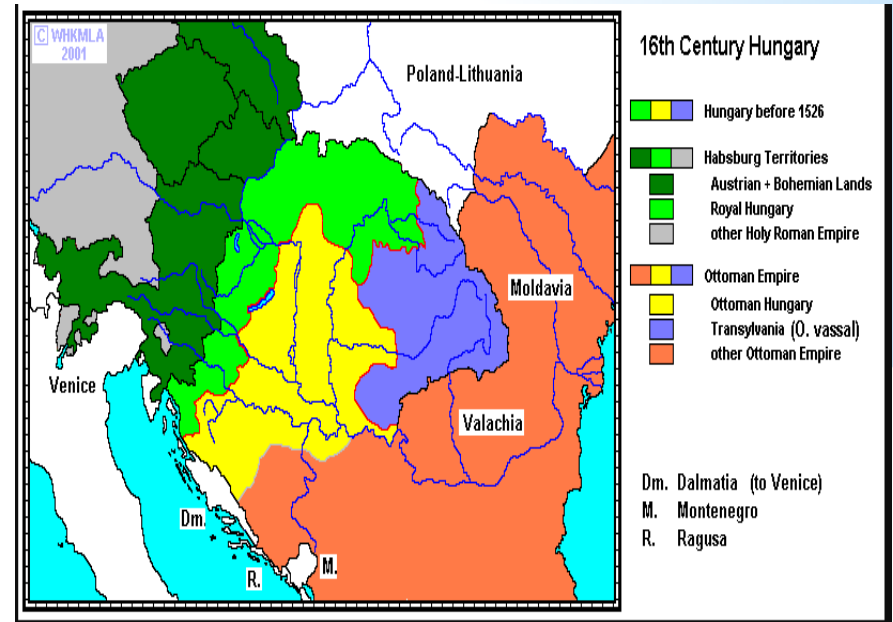 © WHKMLA
2001
Poland-Lithuania
Moldavia
Venice
Valachia
Dm.
R.
M.
16th Century Hungary
Hungary before 1526
Habsburg Territories
Austrian + Bohemian Lands
Royal Hungary
other Holy Roman Empire
Ottoman Empire
Ottoman Hungary
Transylvania (O. vassal)
other Ottoman Empire
Dm. Dalmatia (to Venice)
M. Montenegro
R. Ragusa